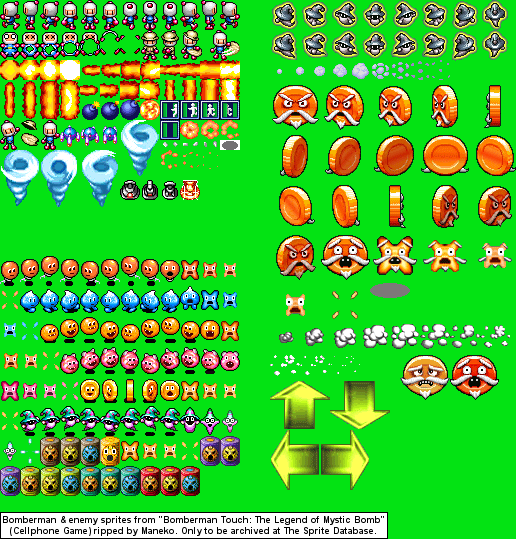 Bomberman & enemy sprites from "Bomberman Touch: The Legend of Mystic Bomb"
(Cellphone Game) ripped by Maneko. Only to be archived at The Sprite Database.